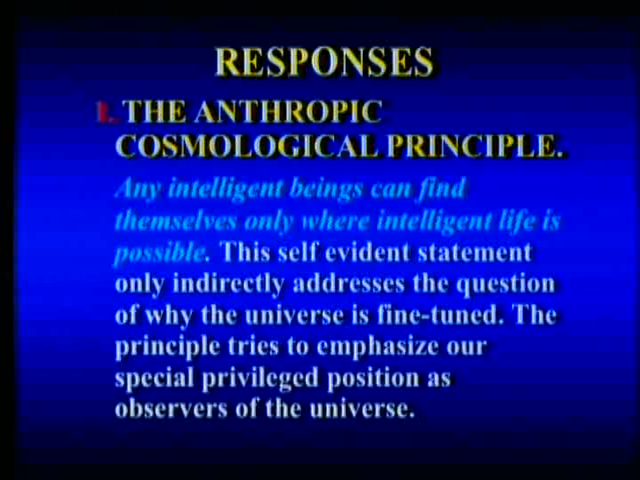 RESPONSES
I. THE ANTHROPIC
COSMOLOGICAL PRINCIPLE.
Any intelligent beings can find
themselves only where intelligent life is
possible. This self evident statement
only indirectly addresses the question
of why the universe is fine-tuned. The
principle tries to emphasize our
special privileged position as
observers of the universe.